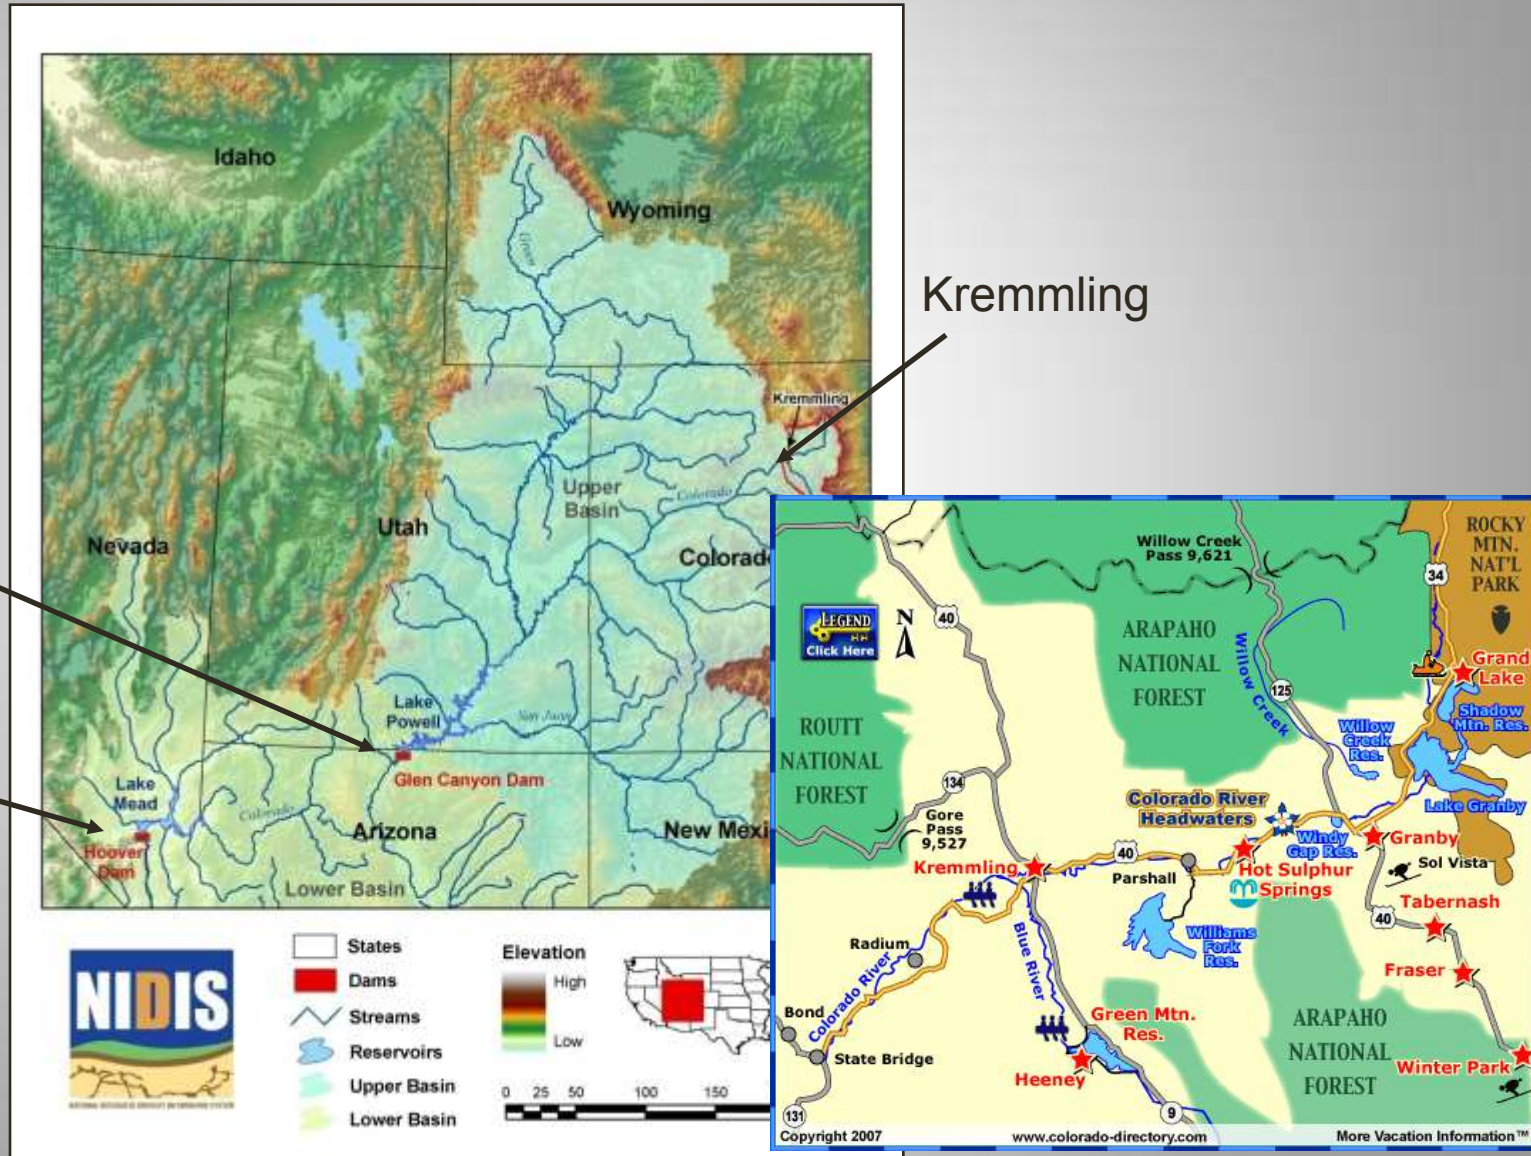 Idaho
Wyoming
Green
Kremmling
Kremmling
Upper
Basin
Colorado
Utah
Nevada
Colorad
Lake
Powell
San Juan
Glen Canyon Dam
Lake
Mead
Colorado
Arizona
New Mexi
Hoover
Dam
Lower Basin
NIDIS
States
Dams
Streams
Reservoirs
Upper Basin
Lower Basin
Elevation
High
Low
0 25 50 100 150
Willow Creek
Pass 9,621
ROCKY
MTN.
NAT'L
PARK
34
40
LEGEND
Click Here
N
ARAPAHO
NATIONAL
FOREST
Willow Creek
125
Grand
Lake
Shadow
Mtn. Res.
Willow
Creek
Res.
Lake Granby
ROUTT
NATIONAL
FOREST
134
Gore
Pass
9,527
Colorado River
Headwaters
Windy
Gap Res.
Granby
Sol Vista
Kremmling
40
Parshall
Hot Sulphur
Springs
Tabernash
40
Williams
Fork
Res.
Fraser
Radium
Colorado River
Blue River
Bond
State Bridge
Green Mtn.
Res.
Heeney
ARAPAHO
NATIONAL
FOREST
Winter Park
131
9
Copyright 2007
www.colorado-directory.com
More Vacation Information™